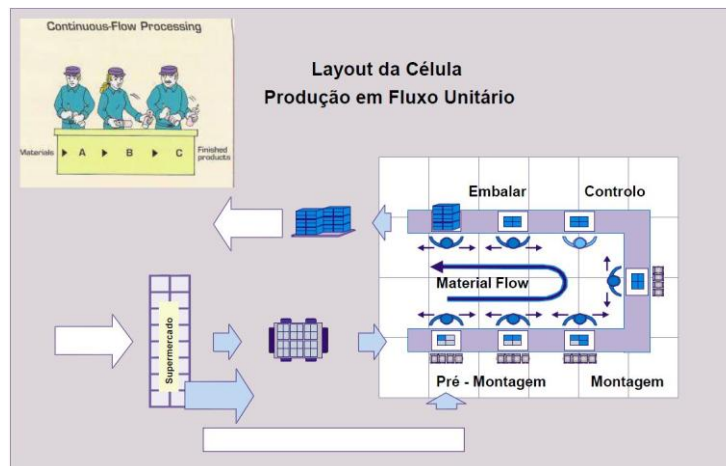 Continuous-Flow Processing
Materials
A
B
C
Finished
products
Layout da Célula
Produção em Fluxo Unitário
Embalar
Controlo
Material Flow
Supermercado
Pré - Montagem
Montagem